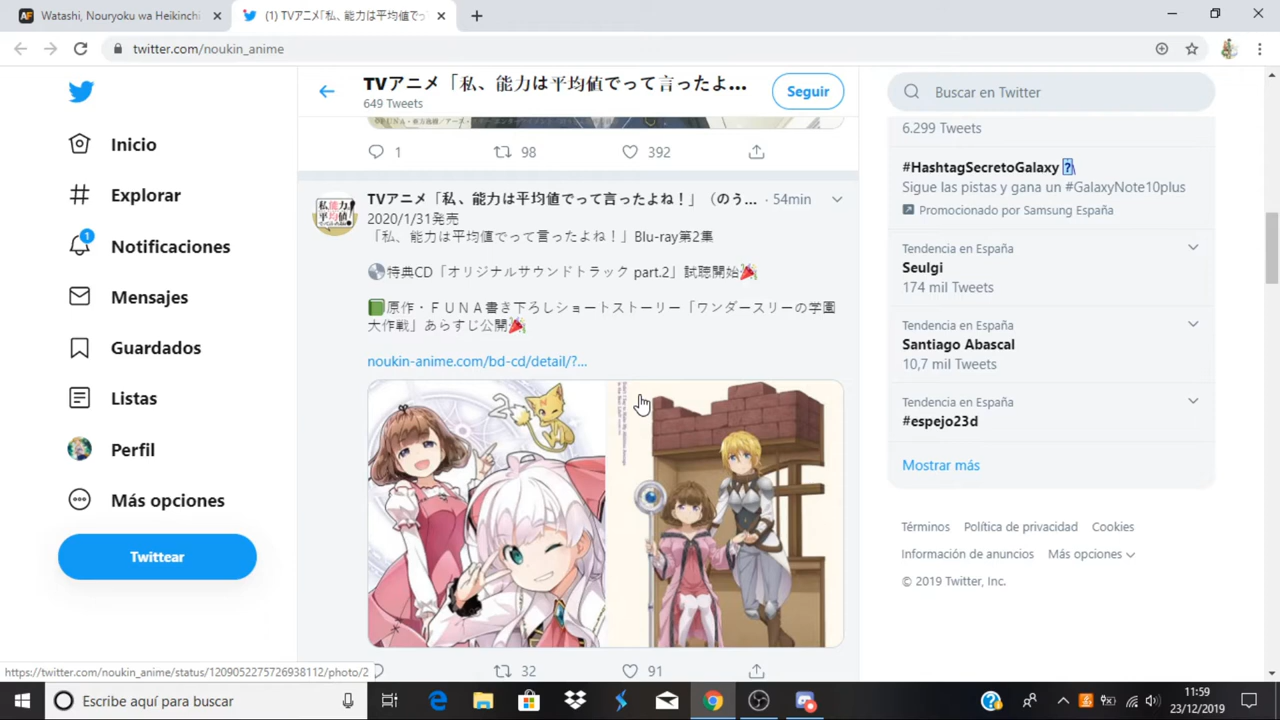 Watashi, Nouryoku wa Heikinchi
(1) TVアニメ「私、能力は平均値でっ
twitter.com/noukin_anime
TVアニメ「私、能力は平均値でって言ったよ...
649 Tweets
Seguir
Buscar en Twitter
Inicio
Explorar
1
Notificaciones
Mensajes
Guardados
Listas
Perfil
Más opciones
Twittear
1
98
392
TVアニメ「私、能力は平均値でって言ったよね！」（のう... · 54min
2020/1/31発売
「私、能力は平均値でって言ったよね！」Blu-ray第2集
特典CD「オリジナルサウンドトラック part.2」試聴開始
原作・ＦＵＮＡ書き下ろしショートストーリー「ワンダースリーの学園
大作戦」あらすじ公開
noukin-anime.com/bd-cd/detail/?...
2
32
91
6.299 Tweets
#HashtagSecretoGalaxy
Sigue las pistas y gana un #GalaxyNote10plus
Promocionado por Samsung España
Tendencia en España
Seulgi
174 mil Tweets
Tendencia en España
Santiago Abascal
10,7 mil Tweets
Tendencia en España
#espejo23d
Mostrar más
Términos Política de privacidad Cookies
Información de anuncios Más opciones
© 2019 Twitter, Inc.
https://twitter.com/noukin_anime/status/1209052275726938112/photo/2
Escribe aquí para buscar
11:59
23/12/2019